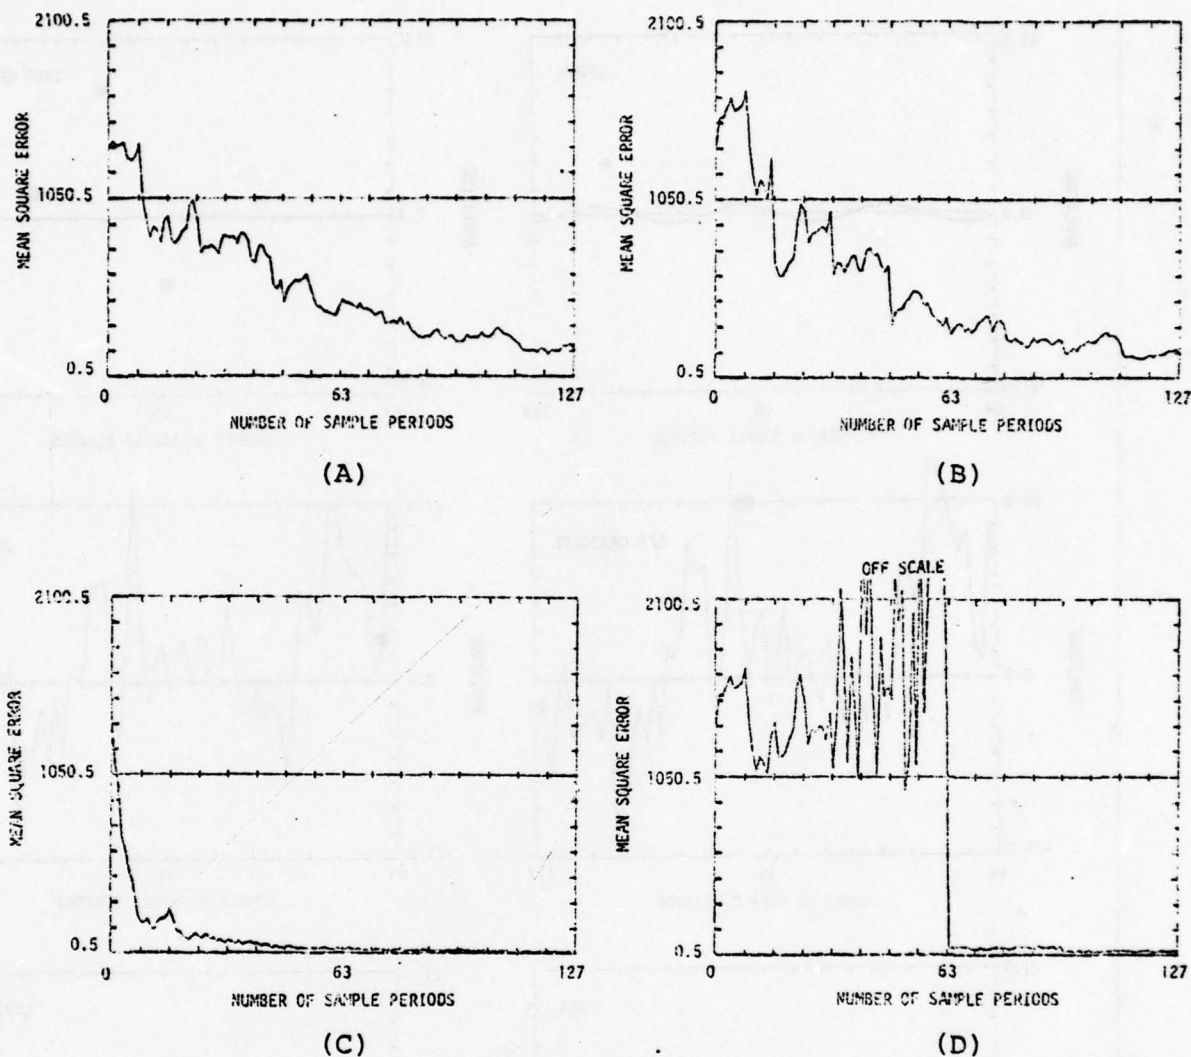 2100.5
1050.5
0.5
0
63
127
MEAN SQUARE ERROR
NUMBER OF SAMPLE PERIODS
(A)
2100.5
1050.5
0.5
0
63
127
MEAN SQUARE ERROR
NUMBER OF SAMPLE PERIODS
(B)
2100.5
1050.5
0.5
0
63
127
MEAN SQUARE ERROR
NUMBER OF SAMPLE PERIODS
(C)
OFF SCALE
2100.5
1050.5
0.5
0
63
127
MEAN SQUARE ERROR
NUMBER OF SAMPLE PERIODS
(D)